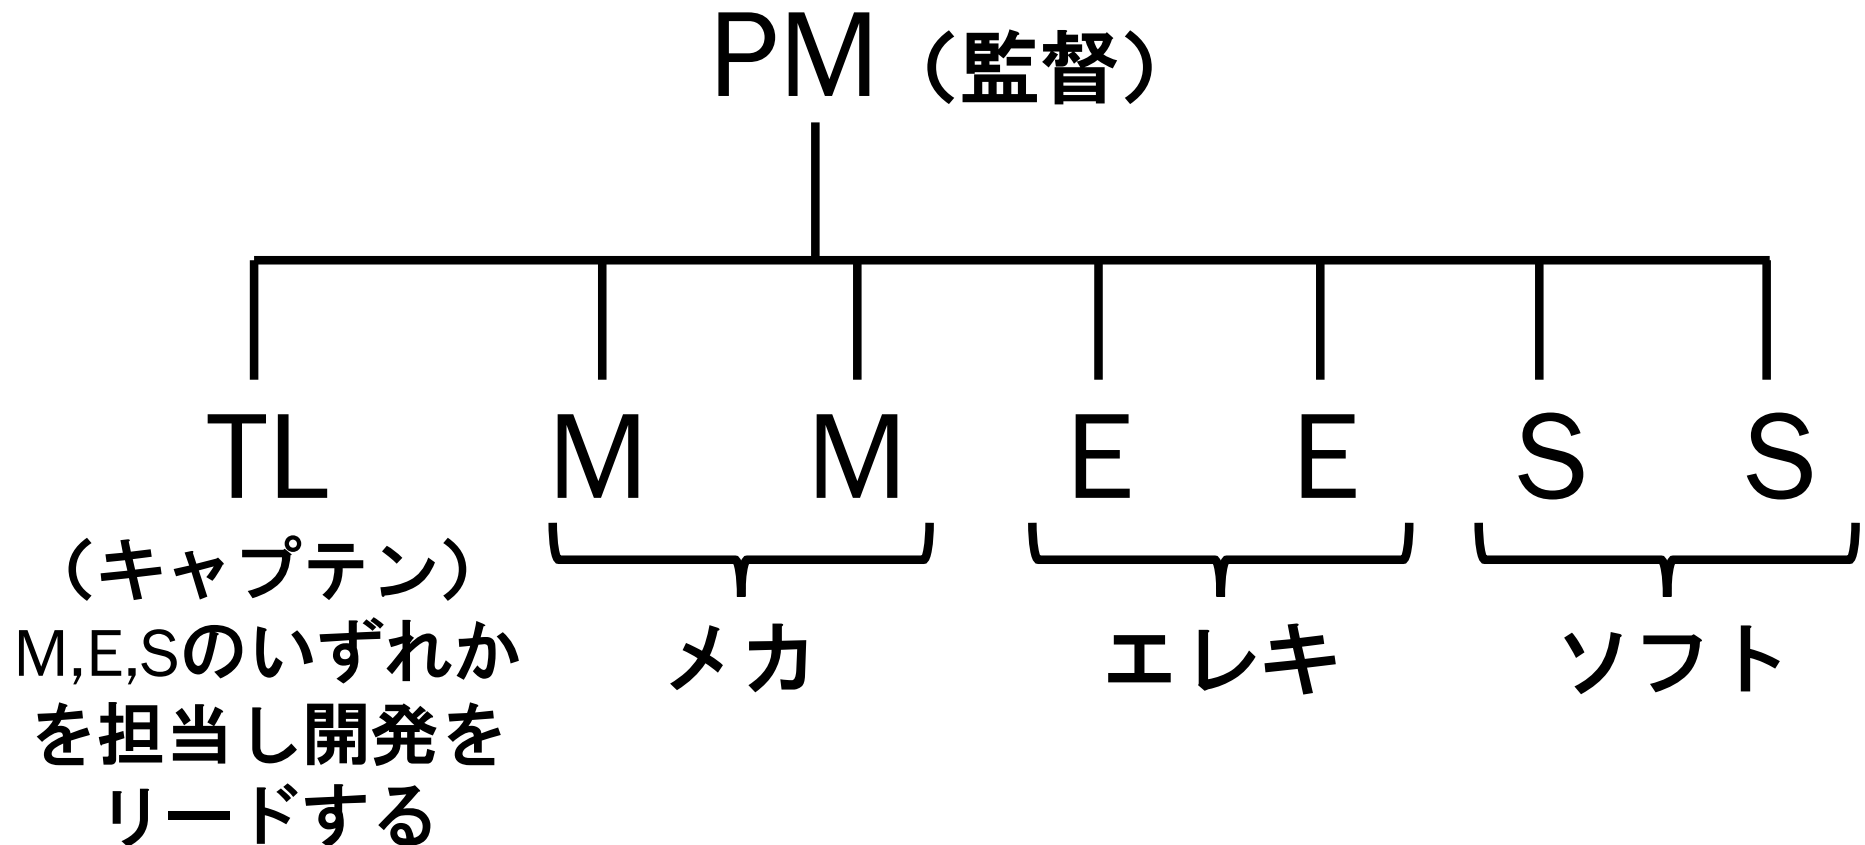 PM（監督）
TL M M E E S S
（キャプテン）
M,E,Sのいずれか
を担当し開発を
リードする
メカ エレキ ソフト